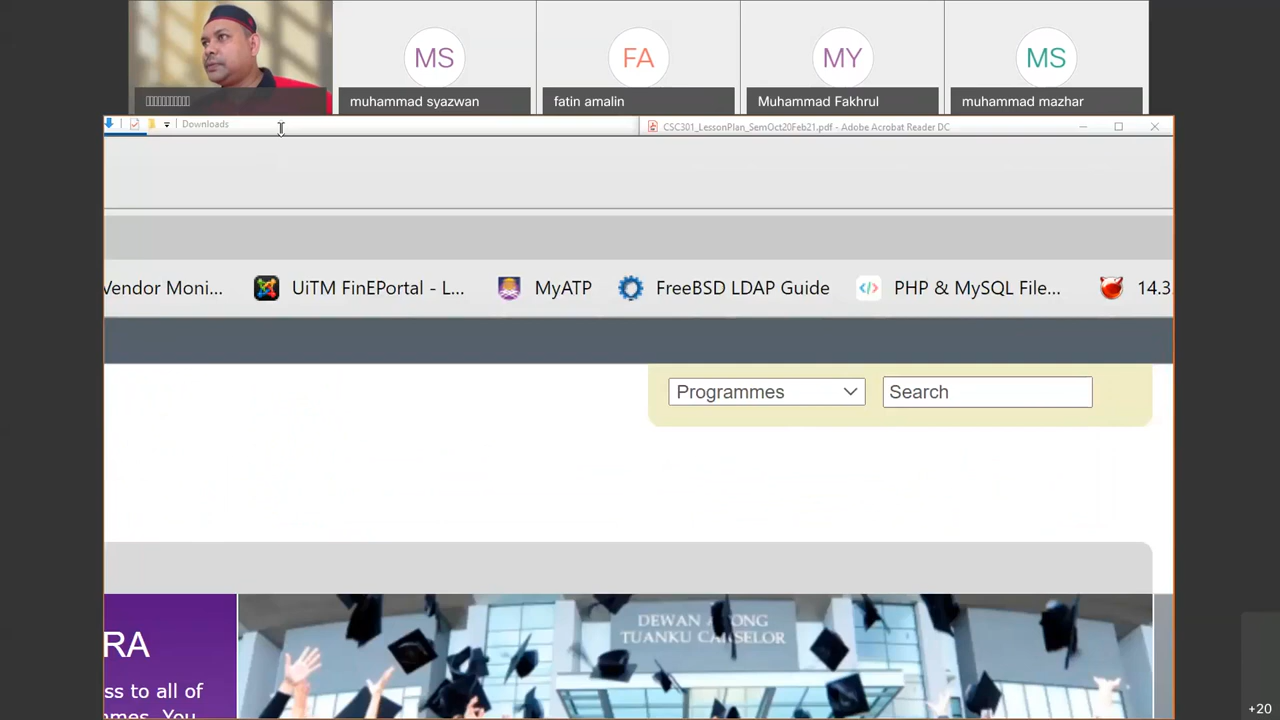 MS
FA
MY
MS
muhammad syazwan
fatin amalin
Muhammad Fakhrul
muhammad mazhar
Downloads
CSC301_LessonPlan_SemOct20Feb21.pdf - Adobe Acrobat Reader DC
Vendor Moni...
UiTM FinEPortal - L...
MyATP
FreeBSD LDAP Guide
PHP & MySQL File...
14.3
Programmes
Search
DEWAN AGONG
TUANKU CANSELOR
RA
ss to all of
mes. You
+20